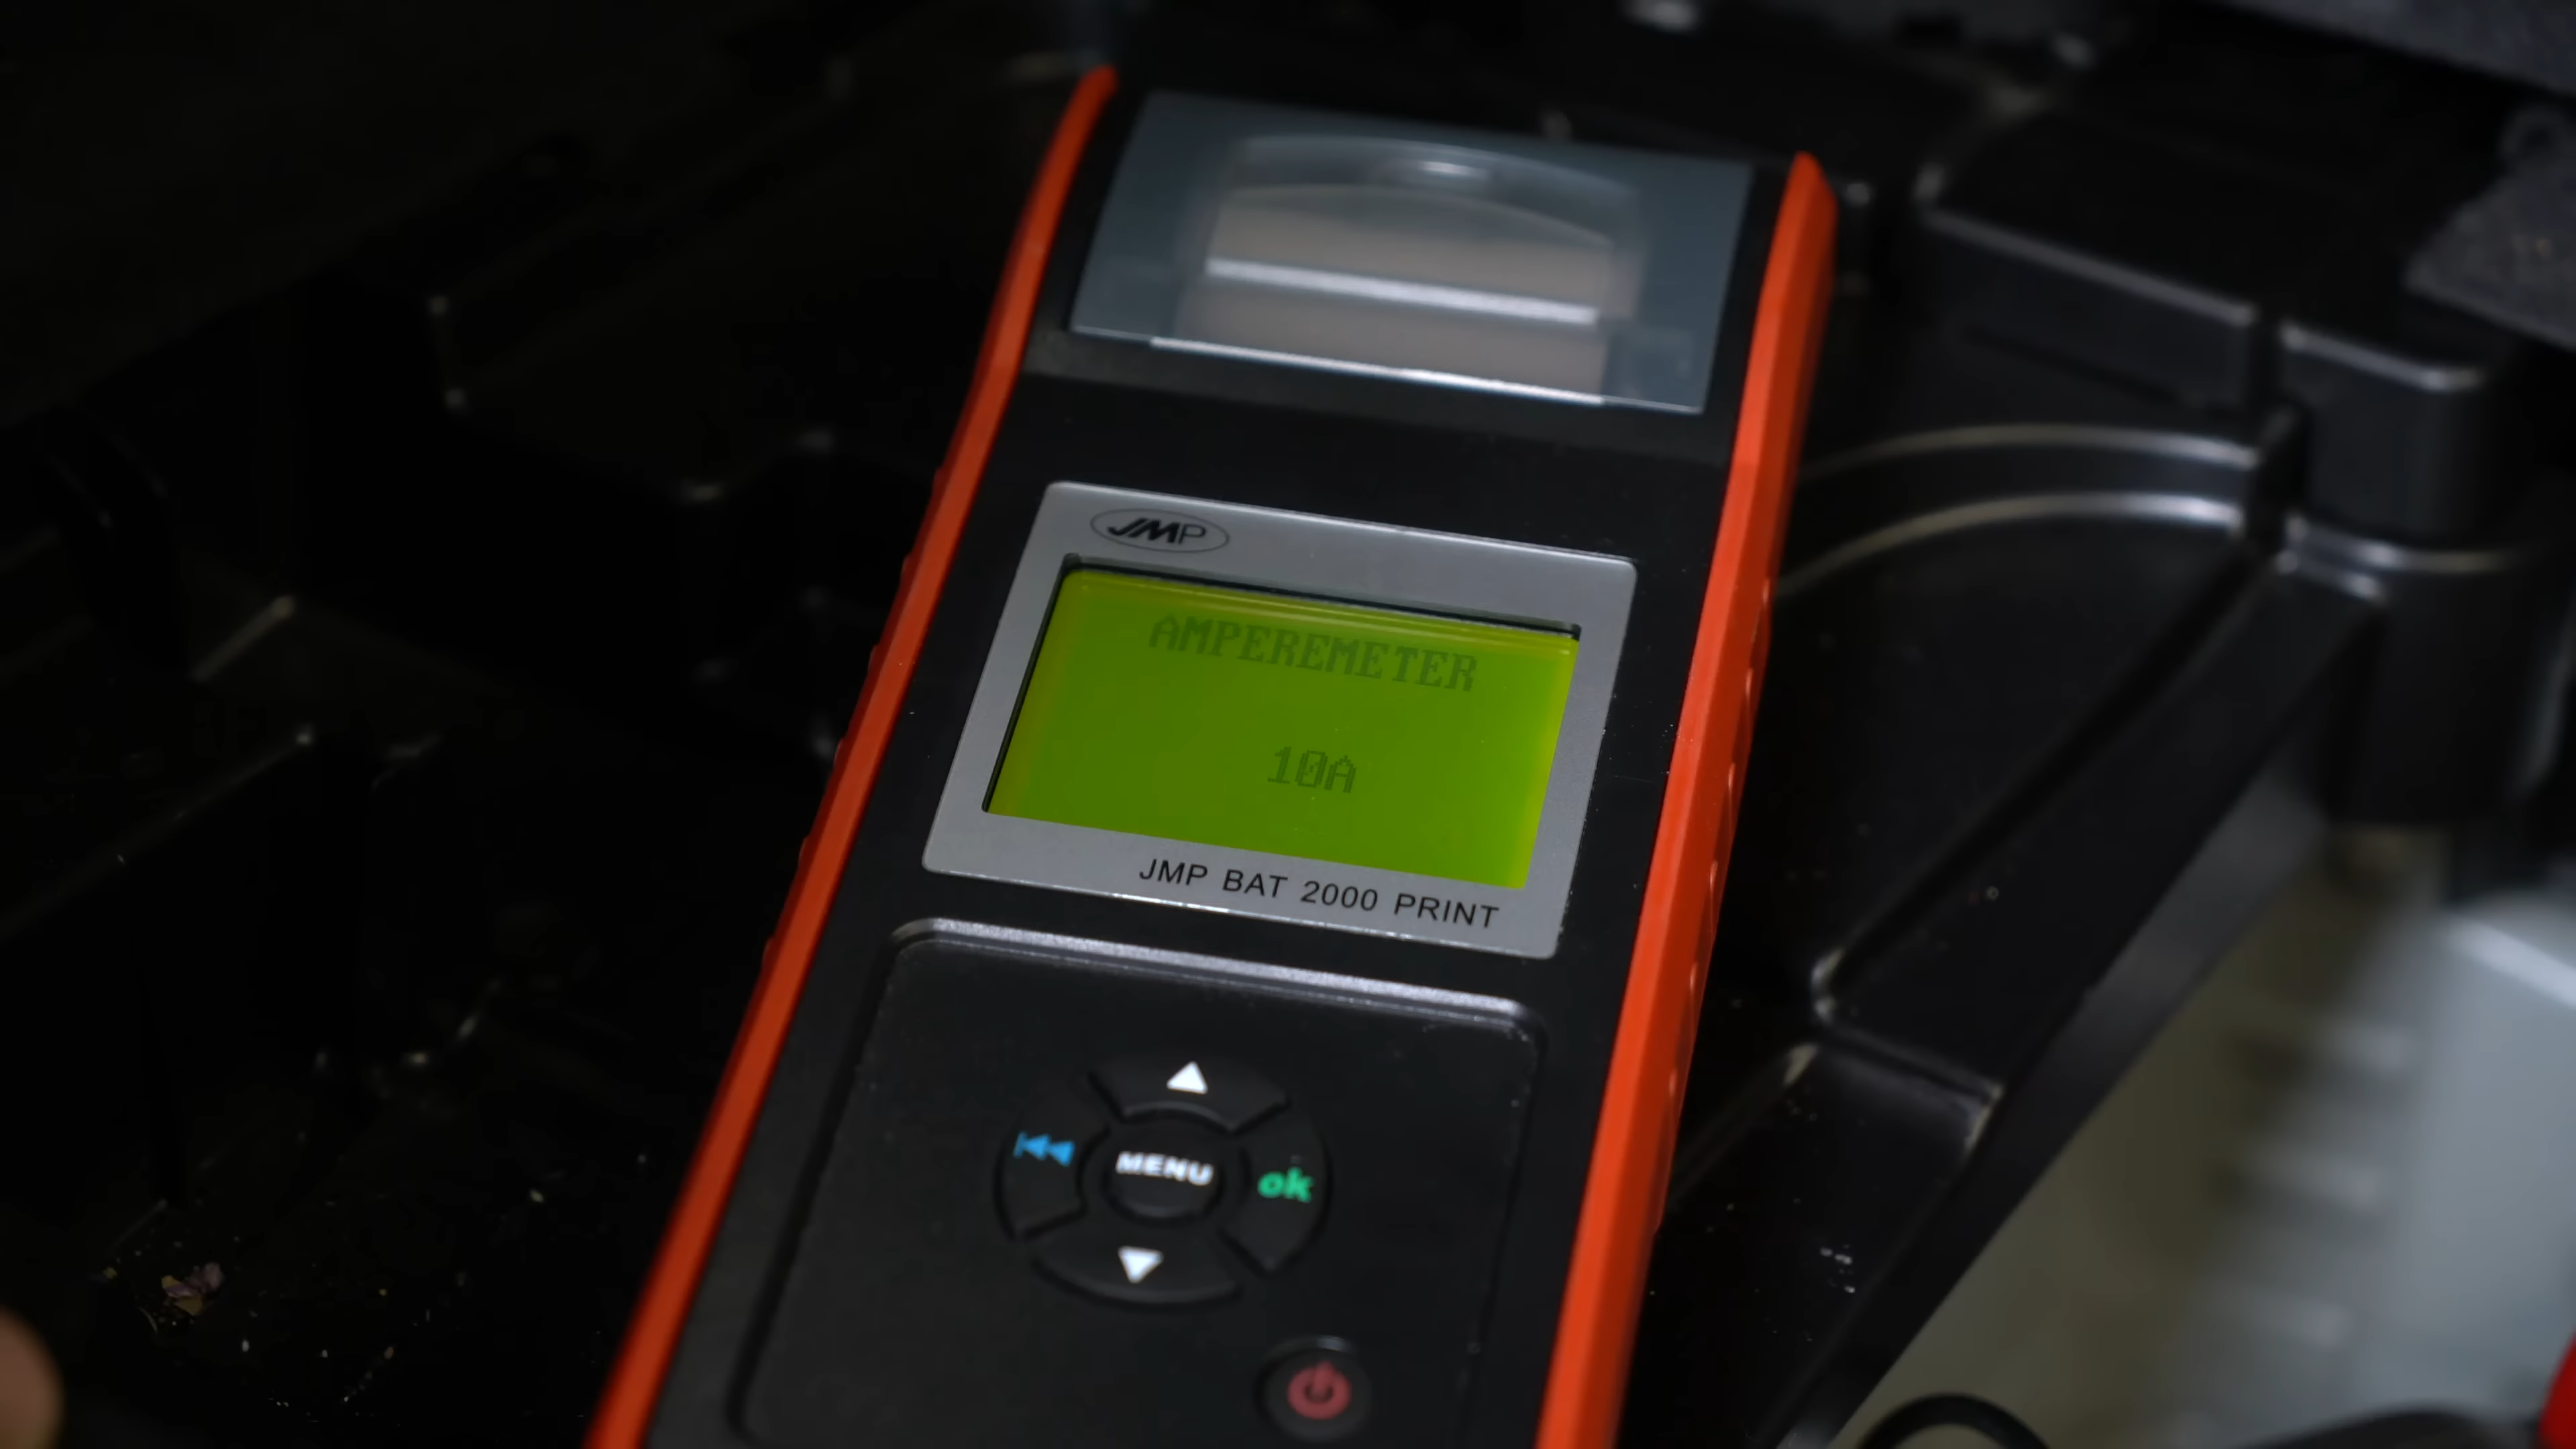 JMP
AMPEREMETER
10A
JMP BAT 2000 PRINT
MENU
ok